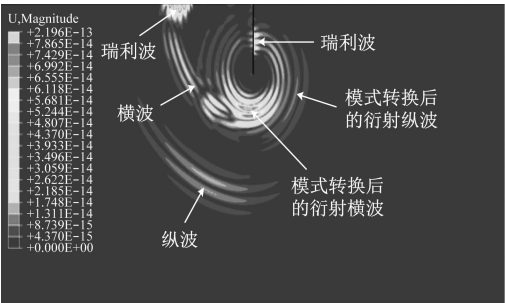 U,Magnitude
+2.196E-13
+7.865E-14
+7.429E-14
+6.992E-14
+6.555E-14
+6.118E-14
+5.681E-14
+5.244E-14
+4.807E-14
+4.370E-14
+3.933E-14
+3.496E-14
+3.059E-14
+2.622E-14
+2.185E-14
+1.748E-14
+1.311E-14
+8.739E-15
+4.370E-15
+0.000E+00
瑞利波
瑞利波
横波
模式转换后
的衍射纵波
模式转换后
的衍射横波
纵波